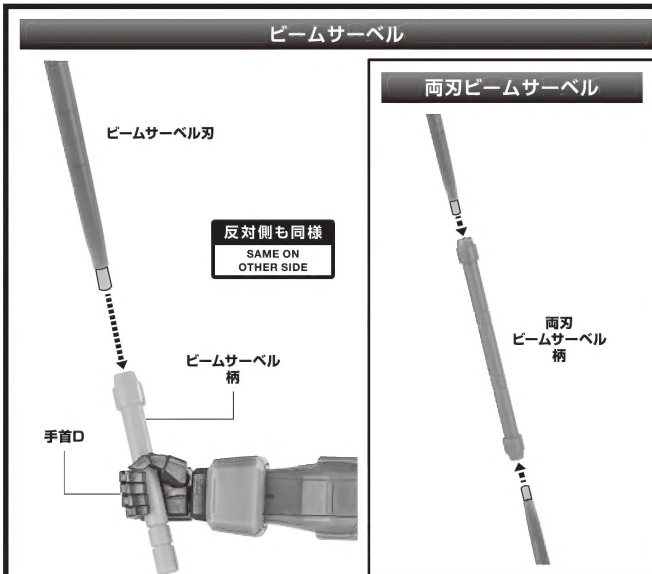 ビームサーベル
ビームサーベル刃
反対側も同様
SAME ON
OTHER SIDE
ビームサーベル
柄
手首D
両刃ビームサーベル
両刃
ビームサーベル
柄